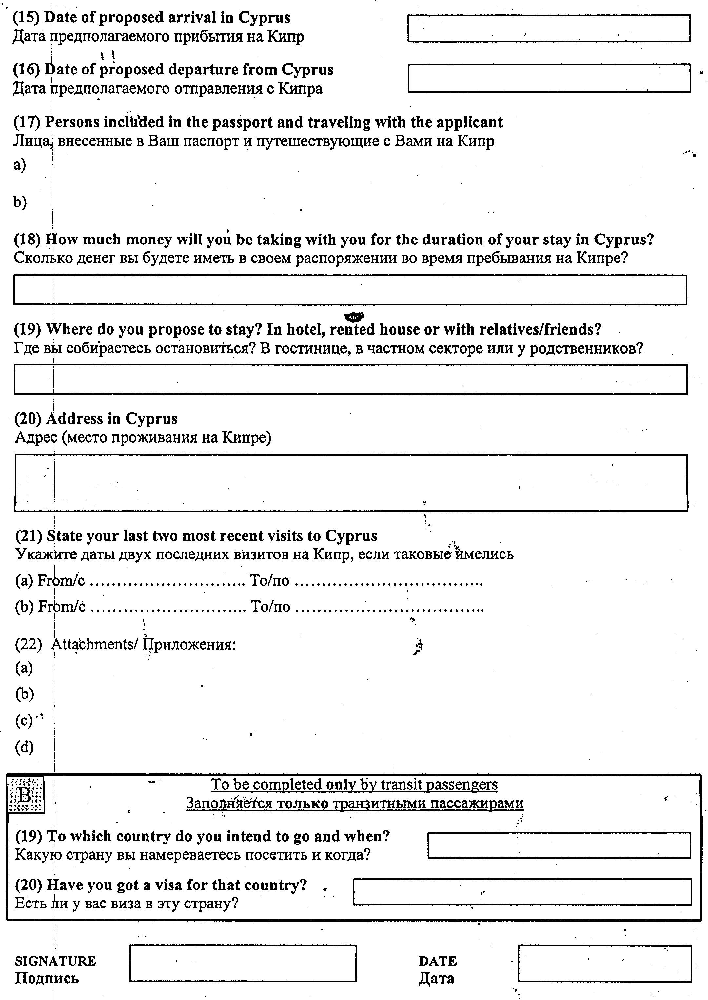 (15) Date of proposed arrival in Cyprus
Дата предполагаемого прибытия на Кипр
(16) Date of proposed departure from Cyprus
Дата предполагаемого отправления с Кипра
(17) Persons included in the passport and traveling with the applicant
Лица, внесенные в Ваш паспорт и путешествующие с Вами на Кипр
a)
b)
(18) How much money will you be taking with you for the duration of your stay in Cyprus?
Сколько денег вы будете иметь в своем распоряжении во время пребывания на Кипре?
(19) Where do you propose to stay? In hotel, rented house or with relatives/friends?
Где вы собираетесь остановиться? В гостинице, в частном секторе или у родственников?
(20) Address in Cyprus
Адрес (место проживания на Кипре)
(21) State your last two most recent visits to Cyprus
Укажите даты двух последних визитов на Кипр, если таковые имелись
(a) From/с ............................. To/по ...................................
(b) From/с ............................. To/по ...................................
(22) Attachments/ Приложения:
(a)
(b)
(c)
(d)
B
To be completed only by transit passengers
Заполняется только транзитными пассажирами
(19) To which country do you intend to go and when?
Какую страну вы намереваетесь посетить и когда?
(20) Have you got a visa for that country?
Есть ли у вас виза в эту страну?
SIGNATURE DATE
Подпись Дата